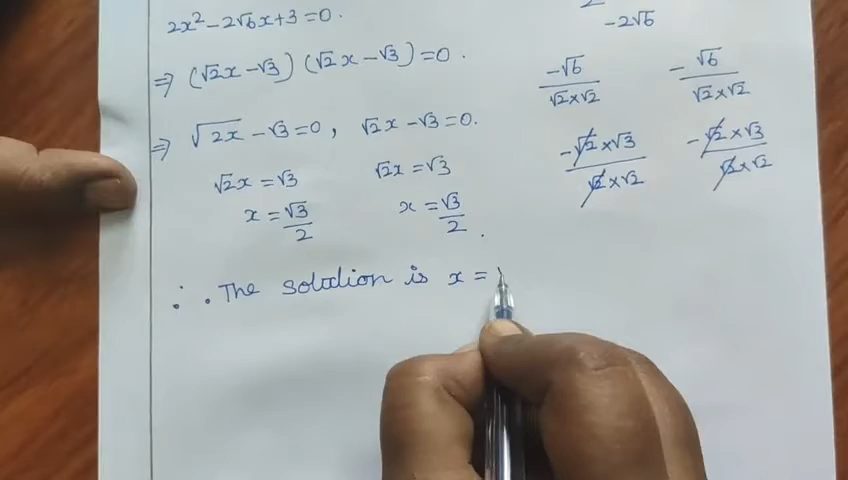 2x² - 2√6x + 3 = 0.
⇒ (√2x - √3) (√2x - √3) = 0.
⇒ √2x - √3 = 0, √2x - √3 = 0.
√2x = √3 √2x = √3
x = √3/2 x = √3/2.
∴ The solution is x =
-2√6
-√6/√2×√2 -√6/√2×√2
-√2×√3/√2×√2 -√2×√3/√2×√2